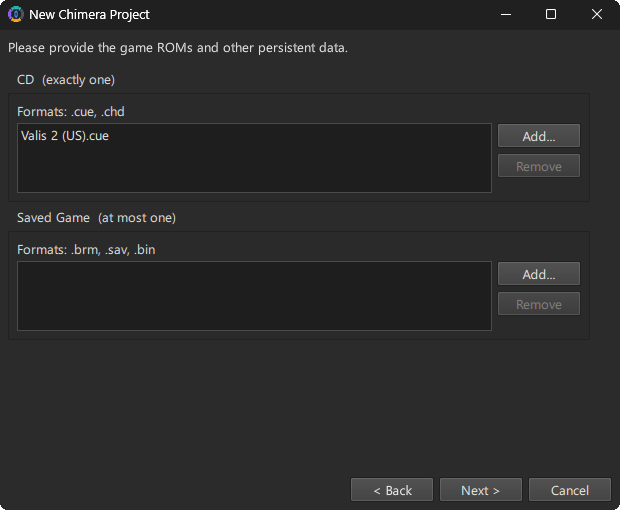 New Chimera Project
Please provide the game ROMs and other persistent data.
CD (exactly one)
Formats: .cue, .chd
Valis 2 (US).cue
Add...
Remove
Saved Game (at most one)
Formats: .brm, .sav, .bin
Add...
Remove
< Back
Next >
Cancel